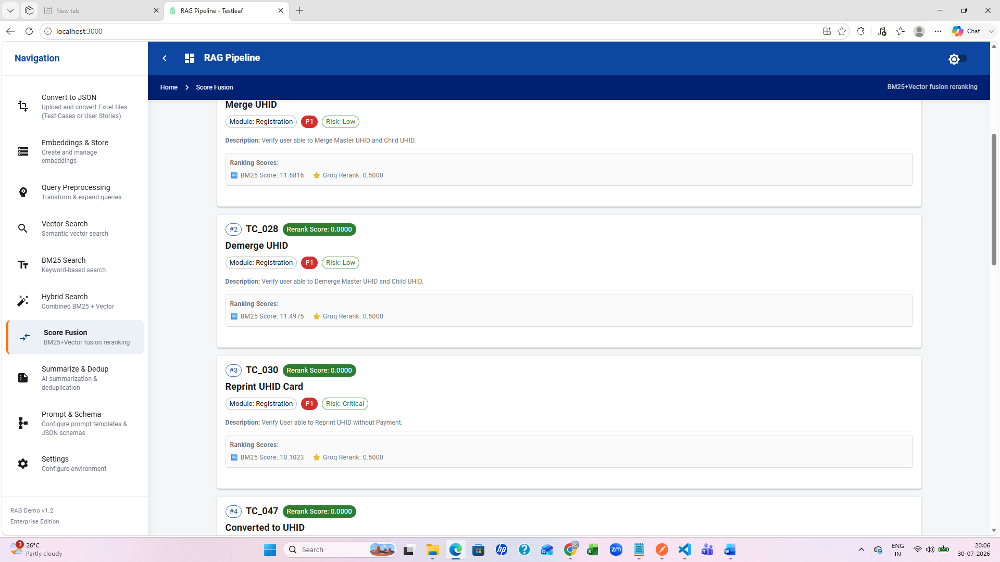 New tab
RAG Pipeline - Testleaf
localhost:3000
Chat
Navigation
RAG Pipeline
Home
Score Fusion
BM25+Vector fusion reranking
Convert to JSON
Upload and convert Excel files
(Test Cases or User Stories)
Embeddings & Store
Create and manage
embeddings
Query Preprocessing
Transform & expand queries
Vector Search
Semantic vector search
BM25 Search
Keyword-based search
Hybrid Search
Combined BM25 + Vector
Score Fusion
BM25+Vector fusion reranking
Summarize & Dedup
AI summarization &
deduplication
Prompt & Schema
Configure prompt templates &
JSON schemas
Settings
Configure environment
RAG Demo v1.2
Enterprise Edition
Merge UHID
Module: Registration P1 Risk: Low
Description: Verify user able to Merge Master UHID and Child UHID.
Ranking Scores:
BM25 Score: 11.6816 Groq Rerank: 0.5000
#2 TC_028 Rerank Score: 0.0000
Demerge UHID
Module: Registration P1 Risk: Low
Description: Verify user able to Demerge Master UHID and Child UHID.
Ranking Scores:
BM25 Score: 11.4975 Groq Rerank: 0.5000
#3 TC_030 Rerank Score: 0.0000
Reprint UHID Card
Module: Registration P1 Risk: Critical
Description: Verify User able to Reprint UHID without Payment.
Ranking Scores:
BM25 Score: 10.1023 Groq Rerank: 0.5000
#4 TC_047 Rerank Score: 0.0000
Converted to UHID
3
26°C
Partly cloudy
Search
hp
zm
ENG
IN
20:06
30-07-2026